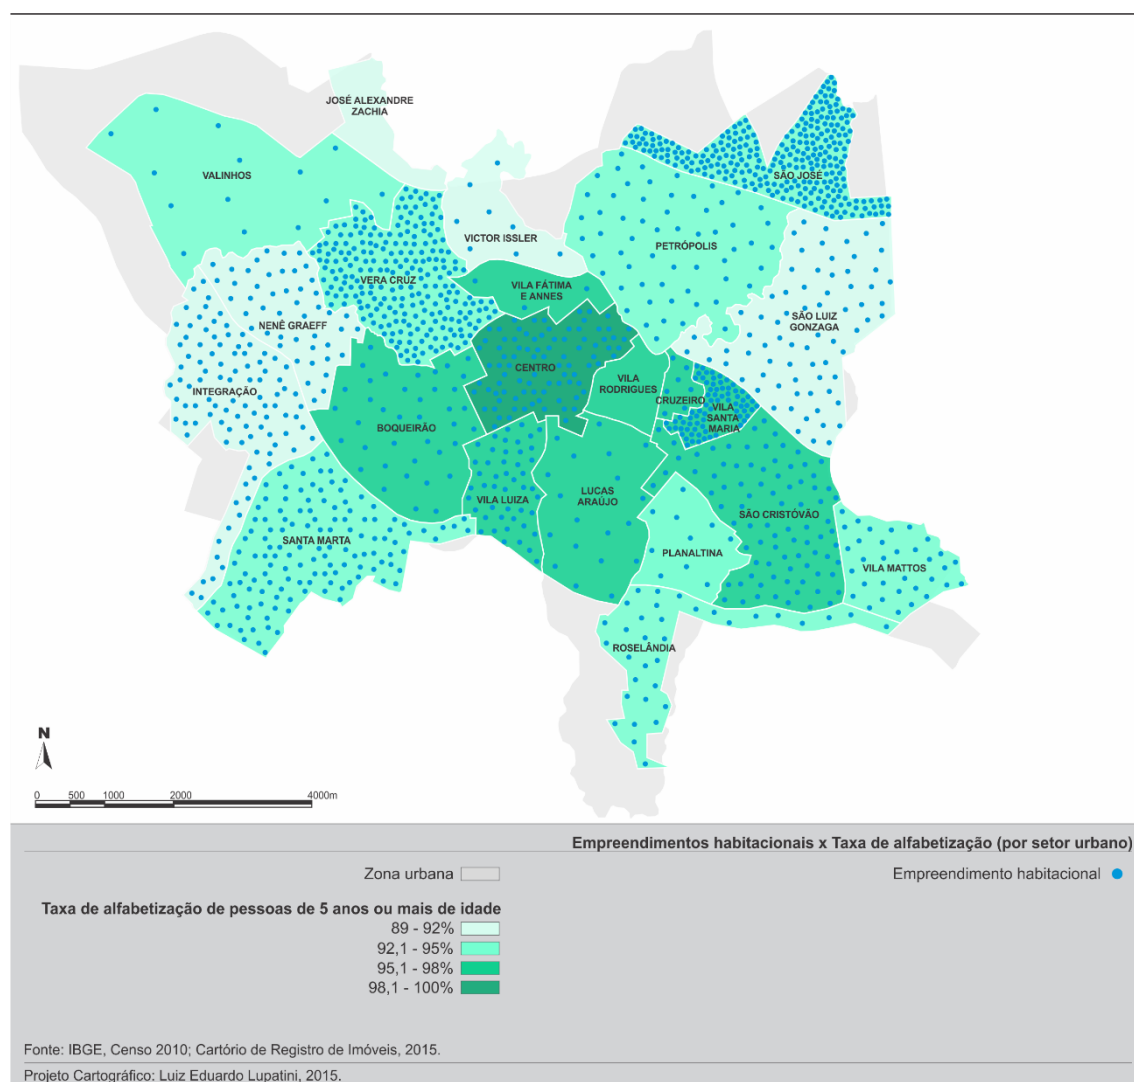 JOSÉ ALEXANDRE
ZACHIA
VALINHOS
SÃO JOSÉ
VICTOR ISSLER
PETRÓPOLIS
VERA CRUZ
VILA FÁTIMA
E ANNES
SÃO LUIZ
GONZAGA
NENÊ GRAEFF
CENTRO
VILA
RODRIGUES
INTEGRAÇÃO
CRUZEIRO
VILA
SANTA
MARIA
BOQUEIRÃO
VILA LUIZA
LUCAS
ARAÚJO
SÃO CRISTÓVÃO
SANTA MARTA
PLANALTINA
VILA MATTOS
ROSELÂNDIA
N
0 500 1000 2000 4000m
Empreendimentos habitacionais x Taxa de alfabetização (por setor urbano)
Zona urbana
Empreendimento habitacional
Taxa de alfabetização de pessoas de 5 anos ou mais de idade
89 - 92%
92,1 - 95%
95,1 - 98%
98,1 - 100%
Fonte: IBGE, Censo 2010; Cartório de Registro de Imóveis, 2015.
Projeto Cartográfico: Luiz Eduardo Lupatini, 2015.